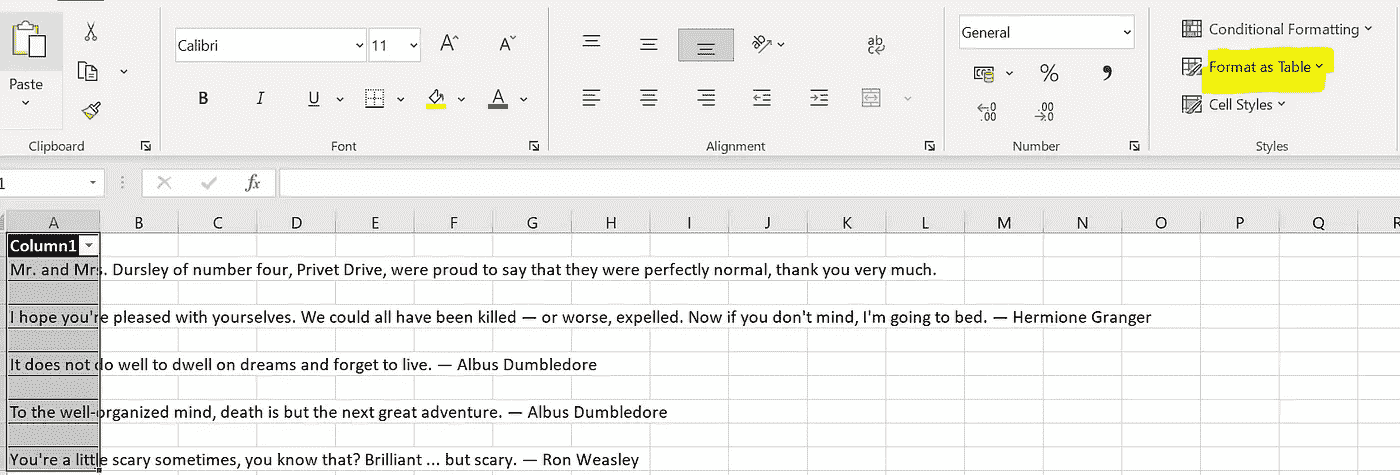 Calibri 11 A^ A˅ ab General Conditional Formatting
Paste Format as Table
B I U A % , Cell Styles
←0 .00 .00 →0
Clipboard Font Alignment Number Styles
1 fx
A B C D E F G H I J K L M N O P Q R
Column1
Mr. and Mrs. Dursley of number four, Privet Drive, were proud to say that they were perfectly normal, thank you very much.
I hope you're pleased with yourselves. We could all have been killed — or worse, expelled. Now if you don't mind, I'm going to bed. — Hermione Granger
It does not do well to dwell on dreams and forget to live. — Albus Dumbledore
To the well-organized mind, death is but the next great adventure. — Albus Dumbledore
You're a little scary sometimes, you know that? Brilliant ... but scary. — Ron Weasley